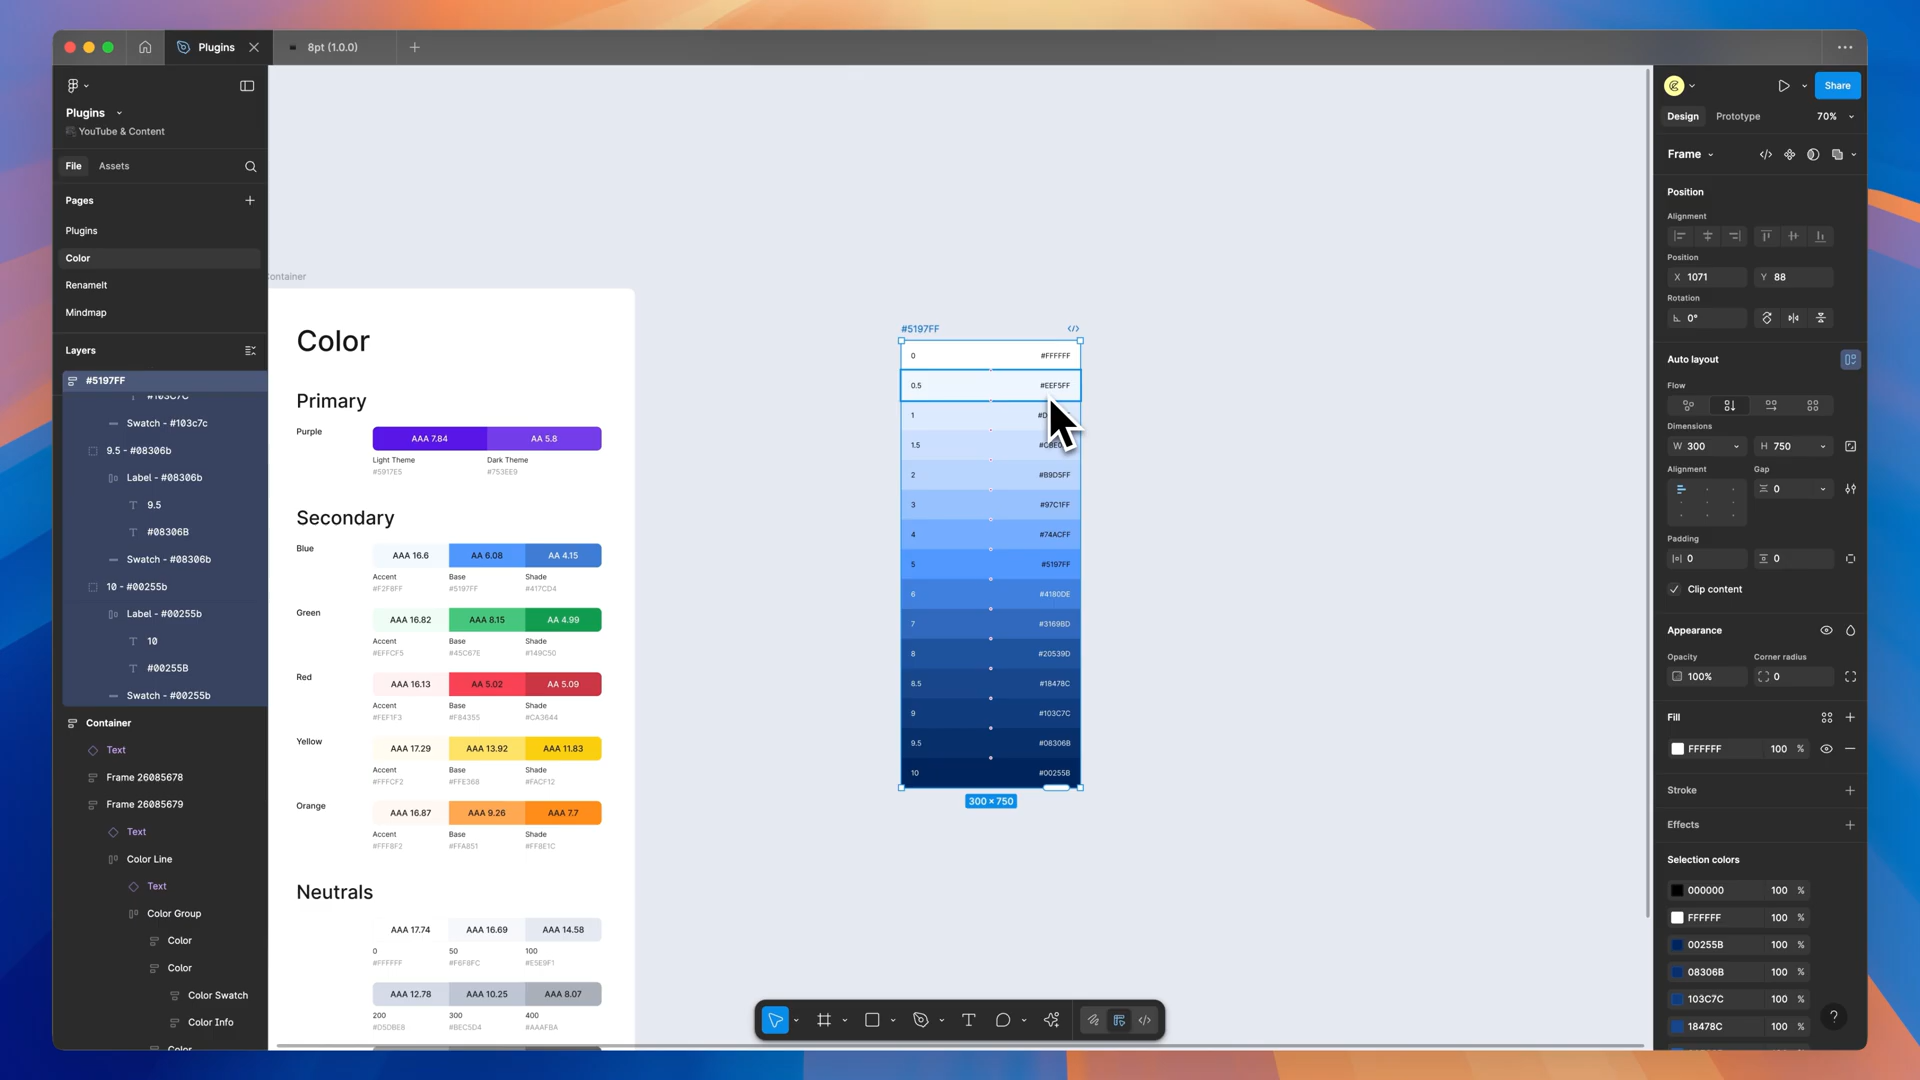 Plugins
8pt (1.0.0)
Plugins
YouTube & Content
File
Assets
Pages
Plugins
Color
RenameIt
Mindmap
Layers
#5197FF
#103C7C
Swatch - #103c7c
9.5 - #08306b
Label - #08306b
9.5
#08306B
Swatch - #08306b
10 - #00255b
Label - #00255b
10
#00255B
Swatch - #00255b
Container
Text
Frame 26085678
Frame 26085679
Text
Color Line
Text
Color Group
Color
Color
Color Swatch
Color Info
Color
Container
Color
Primary
Purple
AAA 7.84
AA 5.8
Light Theme
Dark Theme
#5917E5
#753EE9
Secondary
Blue
AAA 16.6
AA 6.08
AA 4.15
Accent
Base
Shade
#F2F8FF
#5197FF
#417CD4
Green
AAA 16.82
AAA 8.15
AA 4.99
Accent
Base
Shade
#EFFCF5
#45C67E
#149C50
Red
AAA 16.13
AA 5.02
AA 5.09
Accent
Base
Shade
#FEF1F3
#F84355
#CA3644
Yellow
AAA 17.29
AAA 13.92
AAA 11.83
Accent
Base
Shade
#FFFCF2
#FFE368
#FACF12
Orange
AAA 16.87
AAA 9.26
AAA 7.7
Accent
Base
Shade
#FFF8F2
#FFA851
#FF8E1C
Neutrals
AAA 17.74
AAA 16.69
AAA 14.58
0
50
100
#FFFFFF
#F6F8FC
#E5E9F1
AAA 12.78
AAA 10.25
AAA 8.07
200
300
400
#D5DBE8
#BEC5D4
#AAAFBA
#5197FF
0
#FFFFFF
0.5
#EEF5FF
1
1.5
2
#B9D5FF
3
#97C1FF
4
#74ACFF
5
#5197FF
6
#4180DE
7
#3169BD
8
#20539D
8.5
#18478C
9
#103C7C
9.5
#08306B
10
#00255B
300 × 750
Share
Design
Prototype
70%
Frame
Position
Alignment
Position
X 1071
Y 88
Rotation
0°
Auto layout
Flow
Dimensions
W 300
H 750
Alignment
Gap
0
Padding
0
0
Clip content
Appearance
Opacity
Corner radius
100%
0
Fill
FFFFFF 100 %
Stroke
Effects
Selection colors
000000 100 %
FFFFFF 100 %
00255B 100 %
08306B 100 %
103C7C 100 %
18478C 100 %
?